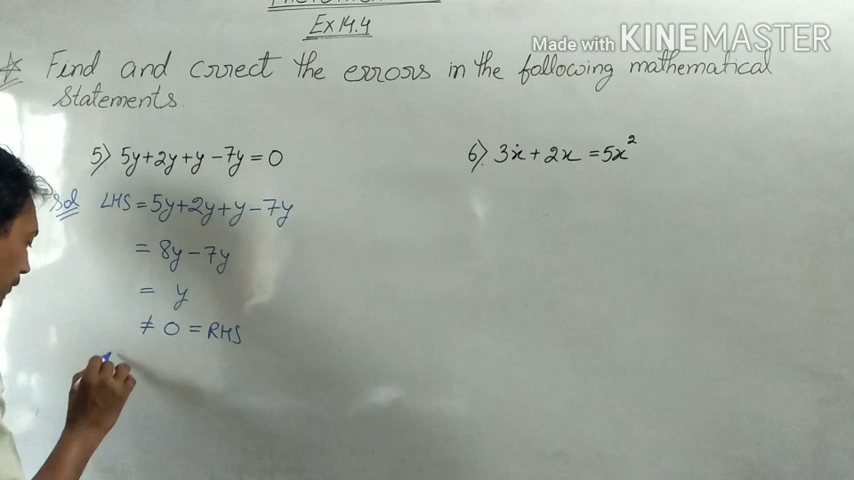 Ex 14.4
Made with KINEMASTER
* Find and crrect the errors in the following mathematical
Statements.
5) 5y+2y+y-7y=0
6) 3x+2x=5x²
Sol LHS = 5y+2y+y-7y
= 8y-7y
= y
≠ 0 = RHS